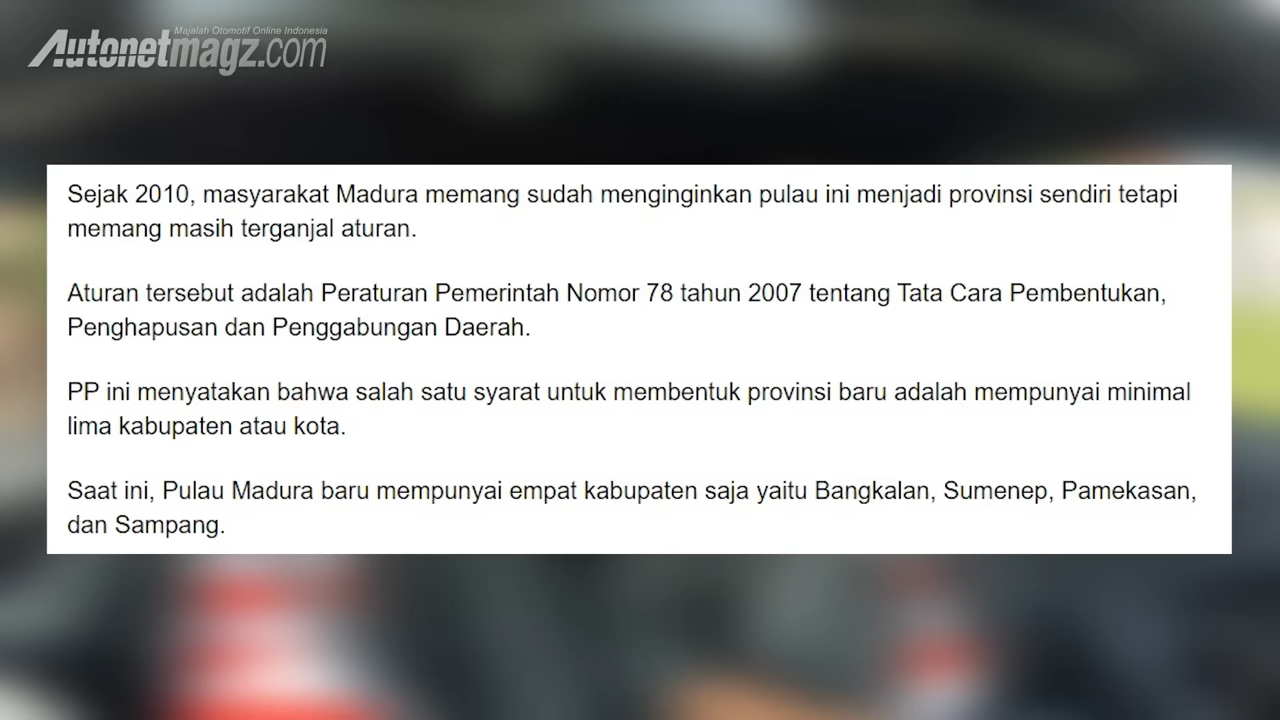 Majalah Otomotif Online Indonesia
Autonetmagz.com
Sejak 2010, masyarakat Madura memang sudah menginginkan pulau ini menjadi provinsi sendiri tetapi
memang masih terganjal aturan.
Aturan tersebut adalah Peraturan Pemerintah Nomor 78 tahun 2007 tentang Tata Cara Pembentukan,
Penghapusan dan Penggabungan Daerah.
PP ini menyatakan bahwa salah satu syarat untuk membentuk provinsi baru adalah mempunyai minimal
lima kabupaten atau kota.
Saat ini, Pulau Madura baru mempunyai empat kabupaten saja yaitu Bangkalan, Sumenep, Pamekasan,
dan Sampang.